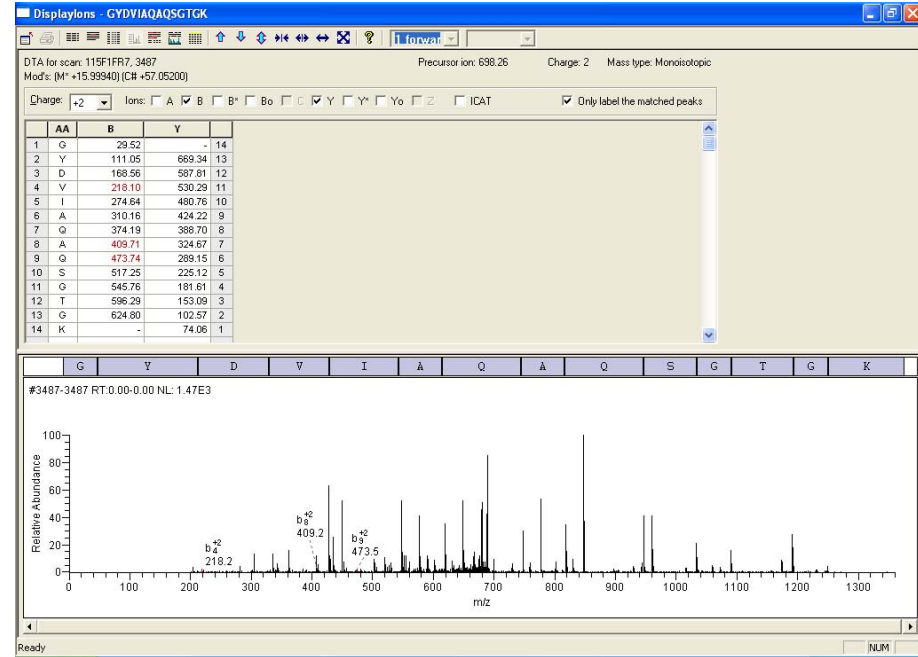 DisplayIons - GYDVIAQAQSGTGK
1 forwar
DTA for scan: 115F1FR7, 3487 Precursor ion: 698.26 Charge: 2 Mass type: Monoisotopic
Mod's: (M* +15.99940) (C# +57.05200)
Charge: +2 Ions: A B B* Bo C Y Y* Yo Z ICAT Only label the matched peaks
AA B Y
1 G 29.52 - 14
2 Y 111.05 669.34 13
3 D 168.56 587.81 12
4 V 218.10 530.29 11
5 I 274.64 480.76 10
6 A 310.16 424.22 9
7 Q 374.19 388.70 8
8 A 409.71 324.67 7
9 Q 473.74 289.15 6
10 S 517.25 225.12 5
11 G 545.76 181.61 4
12 T 596.29 153.09 3
13 G 624.80 102.57 2
14 K - 74.06 1
G Y D V I A Q A Q S G T G K
#3487-3487 RT:0.00-0.00 NL: 1.47E3
100
80
60
40
20
0
Relative Abundance
b4+2
218.2
b8+2
409.2
b9+2
473.5
0 100 200 300 400 500 600 700 800 900 1000 1100 1200 1300
m/z
Ready NUM